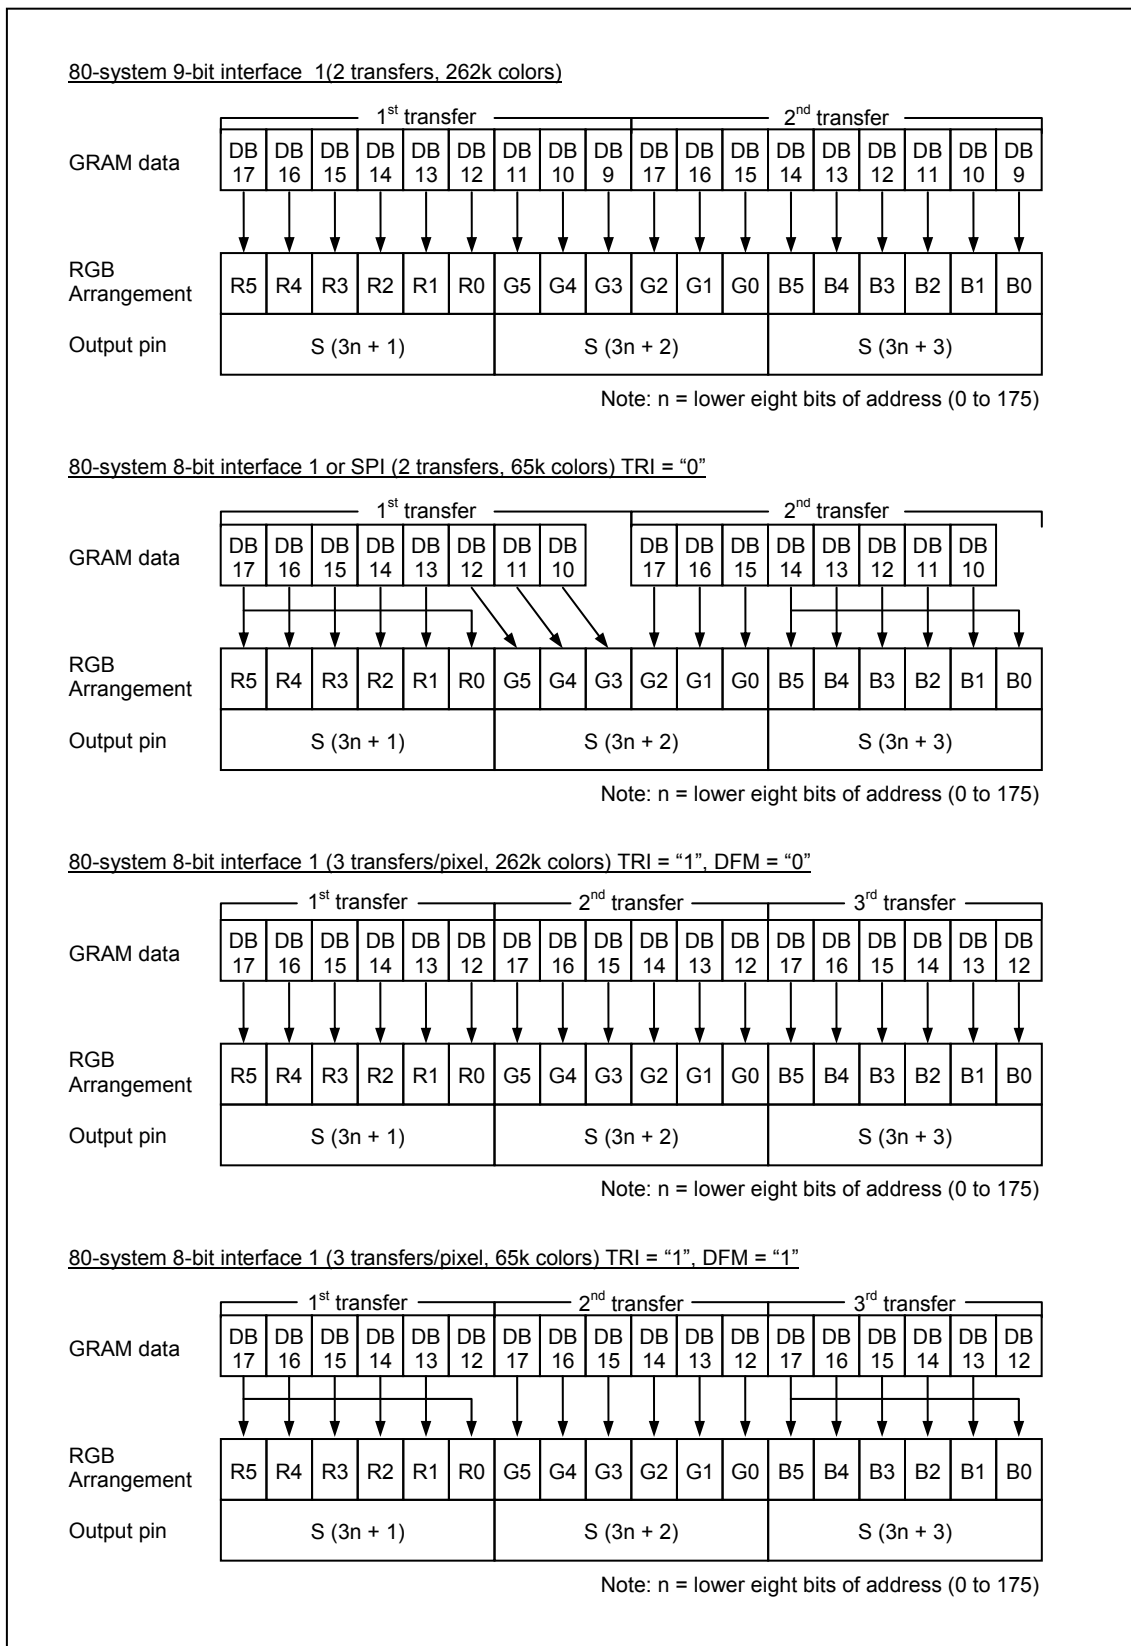 80-system 9-bit interface 1(2 transfers, 262k colors)
1st transfer 2nd transfer
GRAM data DB 17 DB 16 DB 15 DB 14 DB 13 DB 12 DB 11 DB 10 DB 9 DB 17 DB 16 DB 15 DB 14 DB 13 DB 12 DB 11 DB 10 DB 9
RGB Arrangement R5 R4 R3 R2 R1 R0 G5 G4 G3 G2 G1 G0 B5 B4 B3 B2 B1 B0
Output pin S (3n + 1) S (3n + 2) S (3n + 3)
Note: n = lower eight bits of address (0 to 175)
80-system 8-bit interface 1 or SPI (2 transfers, 65k colors) TRI = “0”
1st transfer 2nd transfer
GRAM data DB 17 DB 16 DB 15 DB 14 DB 13 DB 12 DB 11 DB 10 DB 17 DB 16 DB 15 DB 14 DB 13 DB 12 DB 11 DB 10
RGB Arrangement R5 R4 R3 R2 R1 R0 G5 G4 G3 G2 G1 G0 B5 B4 B3 B2 B1 B0
Output pin S (3n + 1) S (3n + 2) S (3n + 3)
Note: n = lower eight bits of address (0 to 175)
80-system 8-bit interface 1 (3 transfers/pixel, 262k colors) TRI = “1”, DFM = “0”
1st transfer 2nd transfer 3rd transfer
GRAM data DB 17 DB 16 DB 15 DB 14 DB 13 DB 12 DB 17 DB 16 DB 15 DB 14 DB 13 DB 12 DB 17 DB 16 DB 15 DB 14 DB 13 DB 12
RGB Arrangement R5 R4 R3 R2 R1 R0 G5 G4 G3 G2 G1 G0 B5 B4 B3 B2 B1 B0
Output pin S (3n + 1) S (3n + 2) S (3n + 3)
Note: n = lower eight bits of address (0 to 175)
80-system 8-bit interface 1 (3 transfers/pixel, 65k colors) TRI = “1”, DFM = “1”
1st transfer 2nd transfer 3rd transfer
GRAM data DB 17 DB 16 DB 15 DB 14 DB 13 DB 12 DB 17 DB 16 DB 15 DB 14 DB 13 DB 12 DB 17 DB 16 DB 15 DB 14 DB 13 DB 12
RGB Arrangement R5 R4 R3 R2 R1 R0 G5 G4 G3 G2 G1 G0 B5 B4 B3 B2 B1 B0
Output pin S (3n + 1) S (3n + 2) S (3n + 3)
Note: n = lower eight bits of address (0 to 175)